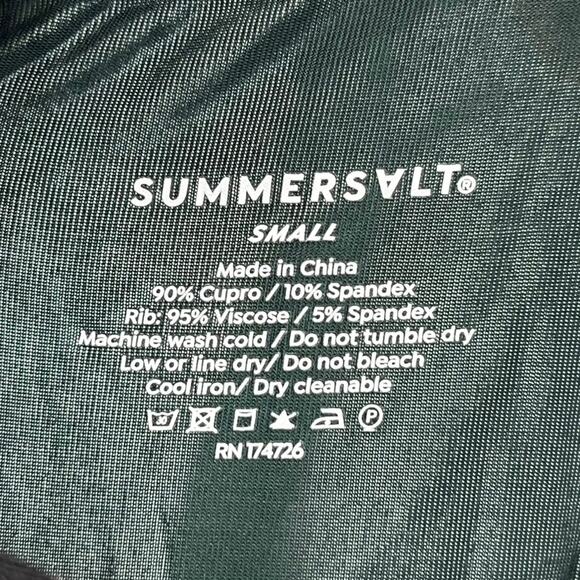 SUMMERSALT®
SMALL
Made in China
90% Cupro / 10% Spandex
Rib: 95% Viscose / 5% Spandex
Machine wash cold / Do not tumble dry
Low or line dry/ Do not bleach
Cool iron/ Dry cleanable
30 P
RN 174726